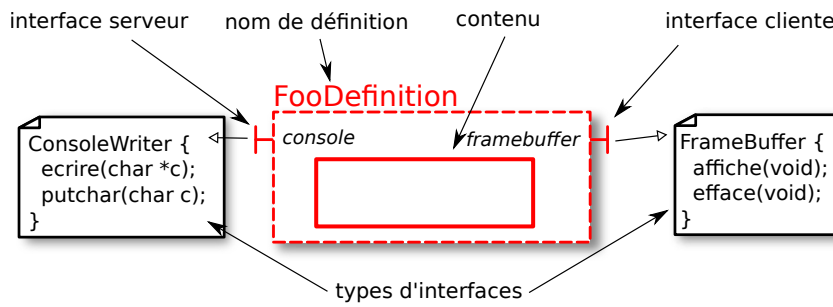 interface serveur
nom de définition
contenu
interface cliente
FooDefinition
console
framebuffer
ConsoleWriter {
ecrire(char *c);
putchar(char c);
}
FrameBuffer {
affiche(void);
efface(void);
}
types d'interfaces